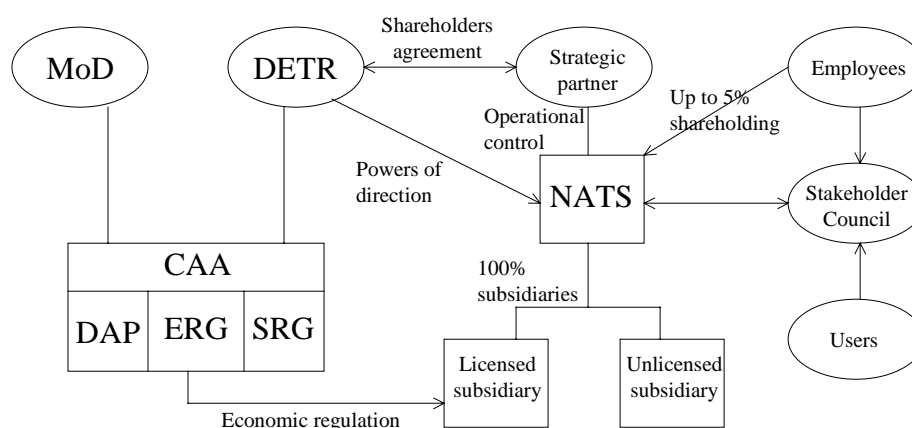 Shareholders
agreement
MoD
DETR
Strategic
partner
Employees
Up to 5%
shareholding
Operational
control
Powers of
direction
NATS
Stakeholder
Council
CAA
100%
subsidiaries
DAP
ERG
SRG
Licensed
subsidiary
Unlicensed
subsidiary
Users
Economic regulation